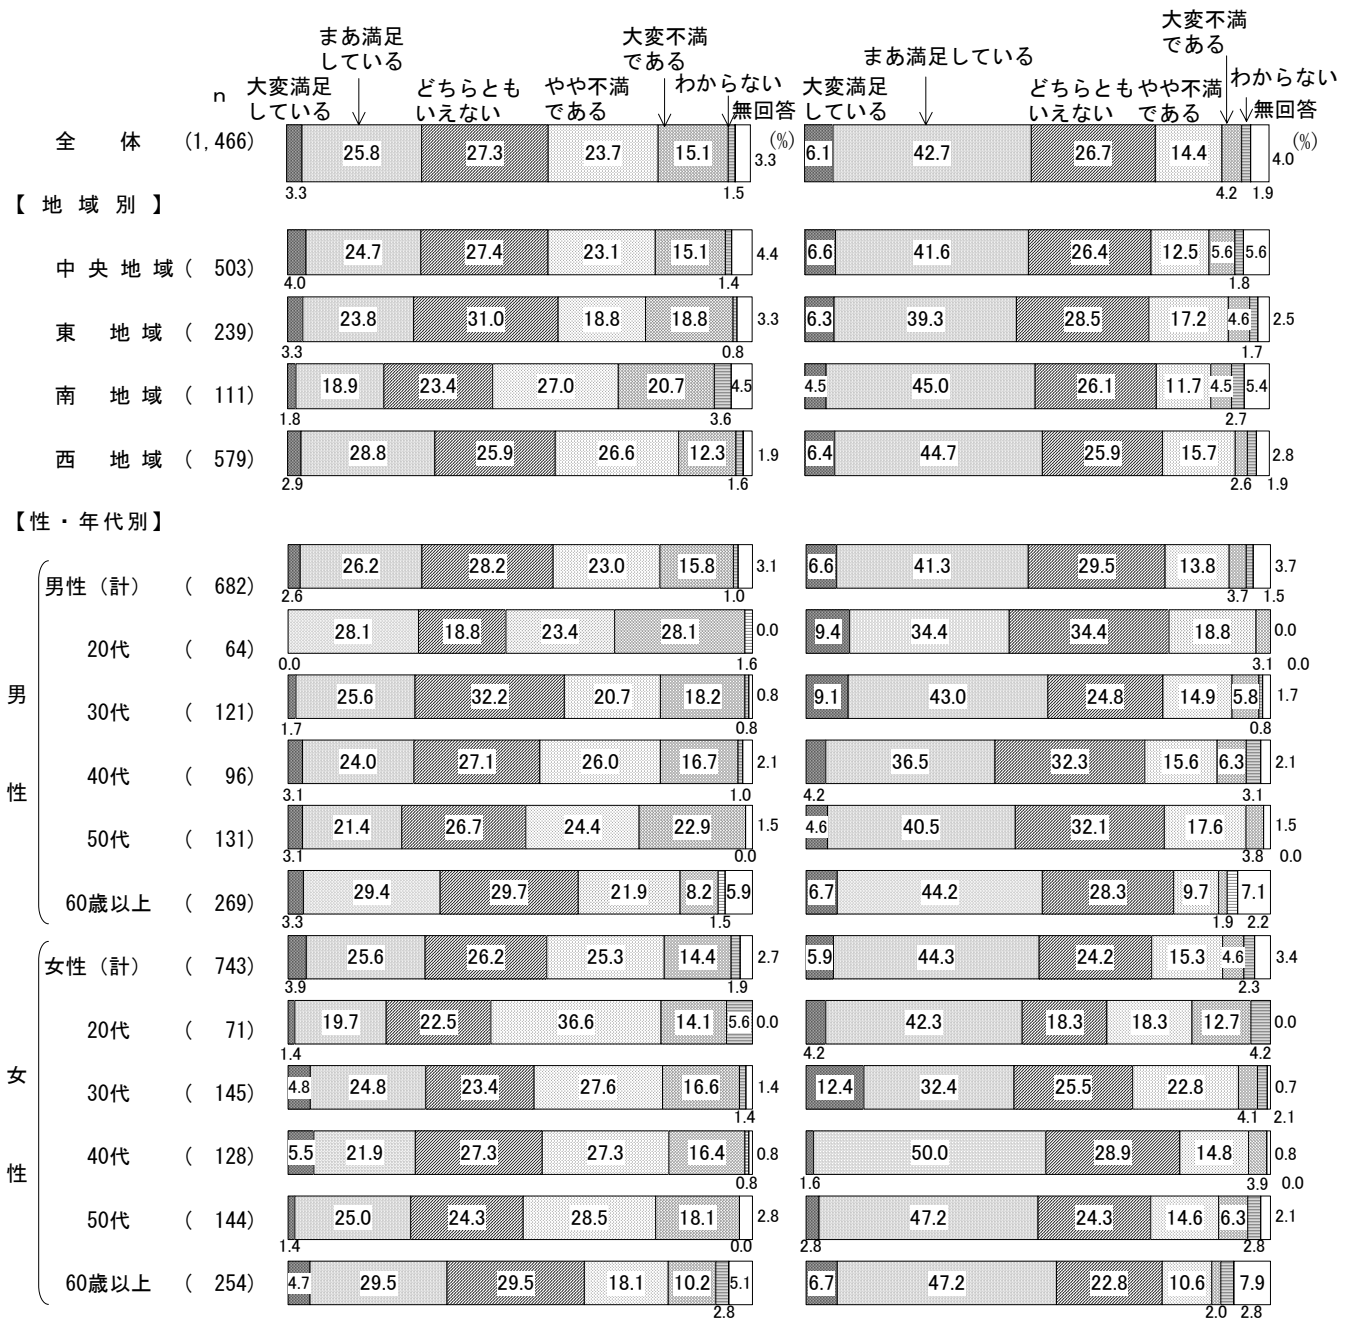 まあ満足
している
大変不満
である
大変不満
である
まあ満足している
大変満足
している
どちらとも
いえない
やや不満
である
わからない
無回答
大変満足
している
どちらとも
いえない
やや不満
である
わからない
無回答
n
(%)
(%)
全 体 (1,466) 25.8 27.3 23.7 15.1 3.3 6.1 42.7 26.7 14.4 4.0
3.3 1.5 4.2 1.9
【 地 域 別 】
中 央 地 域 ( 503) 24.7 27.4 23.1 15.1 4.4 6.6 41.6 26.4 12.5 5.6 5.6
4.0 1.4 1.8
東 地 域 ( 239) 23.8 31.0 18.8 18.8 3.3 6.3 39.3 28.5 17.2 4.6 2.5
3.3 0.8 1.7
南 地 域 ( 111) 18.9 23.4 27.0 20.7 4.5 4.5 45.0 26.1 11.7 4.5 5.4
1.8 3.6 2.7
西 地 域 ( 579) 28.8 25.9 26.6 12.3 1.9 6.4 44.7 25.9 15.7 2.8
2.9 1.6 2.6 1.9
【性・年代別】
男性(計) ( 682) 26.2 28.2 23.0 15.8 3.1 6.6 41.3 29.5 13.8 3.7
2.6 1.0 3.7 1.5
20代 ( 64) 28.1 18.8 23.4 28.1 0.0 9.4 34.4 34.4 18.8 0.0
0.0 1.6 3.1 0.0
男
30代 ( 121) 25.6 32.2 20.7 18.2 0.8 9.1 43.0 24.8 14.9 5.8 1.7
1.7 0.8 0.8
40代 ( 96) 24.0 27.1 26.0 16.7 2.1 36.5 32.3 15.6 6.3 2.1
性
3.1 1.0 4.2 3.1
50代 ( 131) 21.4 26.7 24.4 22.9 1.5 4.6 40.5 32.1 17.6 1.5
3.1 0.0 3.8 0.0
60歳以上 ( 269) 29.4 29.7 21.9 8.2 5.9 6.7 44.2 28.3 9.7 7.1
3.3 1.5 1.9 2.2
女性(計) ( 743) 25.6 26.2 25.3 14.4 2.7 5.9 44.3 24.2 15.3 4.6 3.4
3.9 1.9 2.3
20代 ( 71) 19.7 22.5 36.6 14.1 5.6 0.0 42.3 18.3 18.3 12.7 0.0
1.4 4.2 4.2
女
30代 ( 145) 4.8 24.8 23.4 27.6 16.6 1.4 12.4 32.4 25.5 22.8 0.7
1.4 4.1 2.1
40代 ( 128) 5.5 21.9 27.3 27.3 16.4 0.8 50.0 28.9 14.8 0.8
性
0.8 1.6 3.9 0.0
50代 ( 144) 25.0 24.3 28.5 18.1 2.8 47.2 24.3 14.6 6.3 2.1
1.4 0.0 2.8 2.8
60歳以上 ( 254) 4.7 29.5 29.5 18.1 10.2 5.1 6.7 47.2 22.8 10.6 7.9
2.8 2.0 2.8